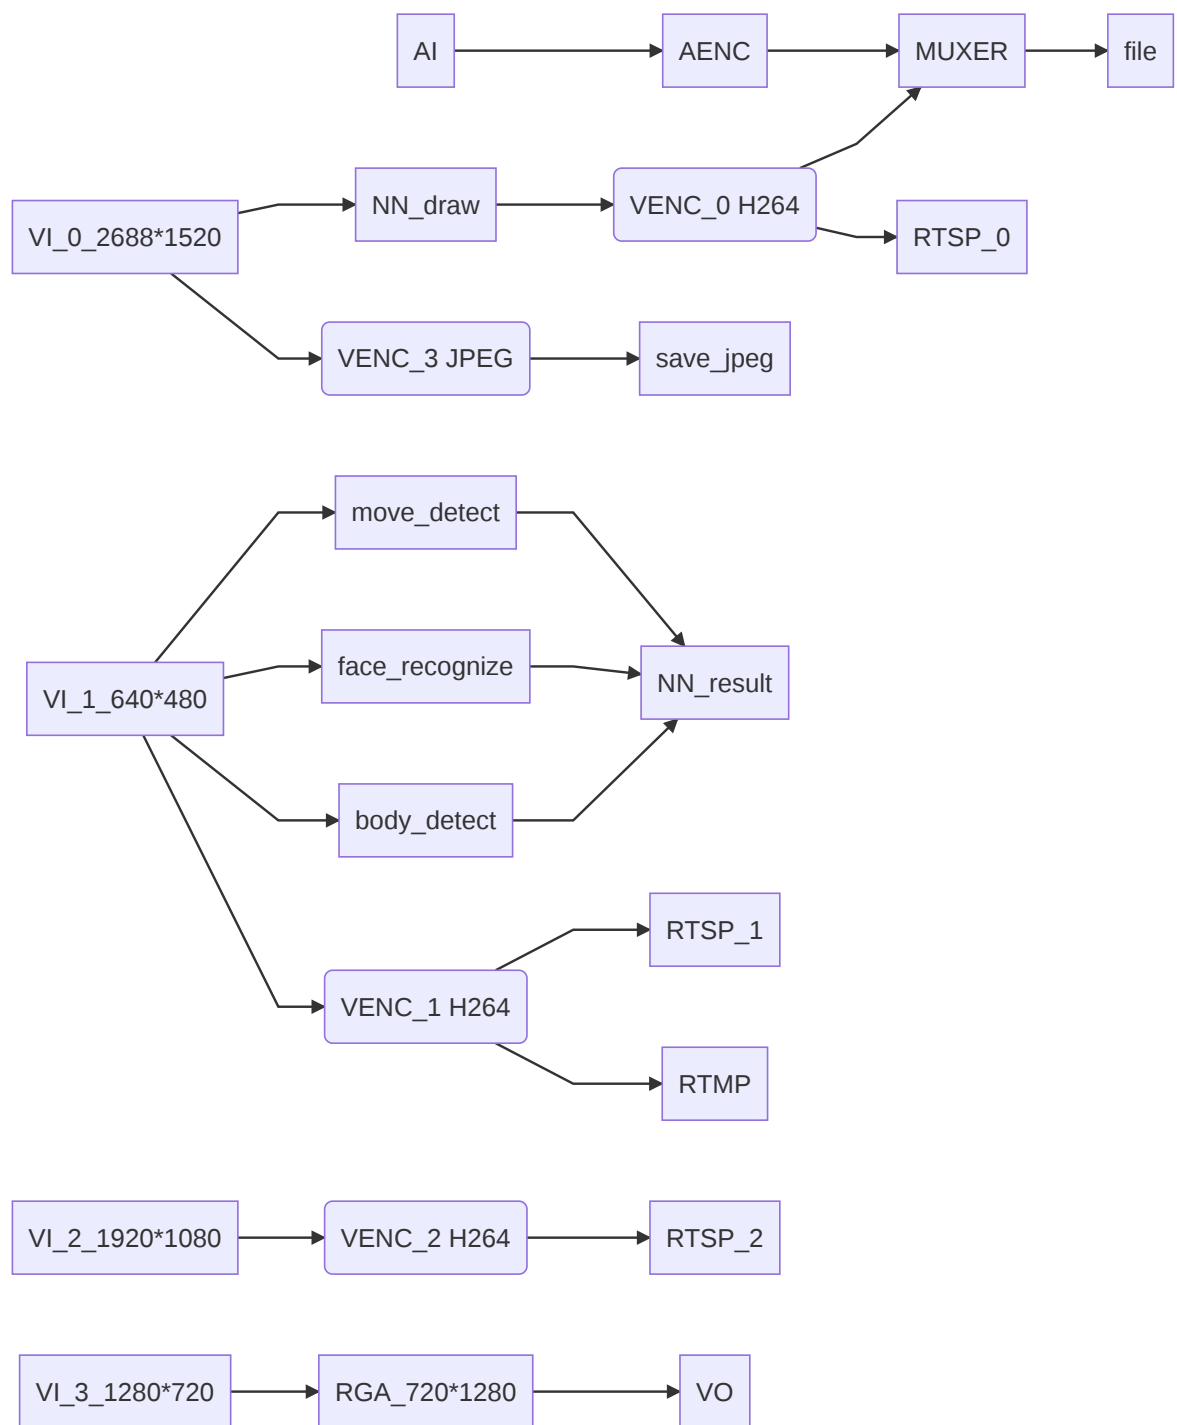 AI
AENC
MUXER
file
VI_0_2688*1520
NN_draw
VENC_0 H264
RTSP_0
VENC_3 JPEG
save_jpeg
move_detect
VI_1_640*480
face_recognize
NN_result
body_detect
RTSP_1
VENC_1 H264
RTMP
VI_2_1920*1080
VENC_2 H264
RTSP_2
VI_3_1280*720
RGA_720*1280
VO